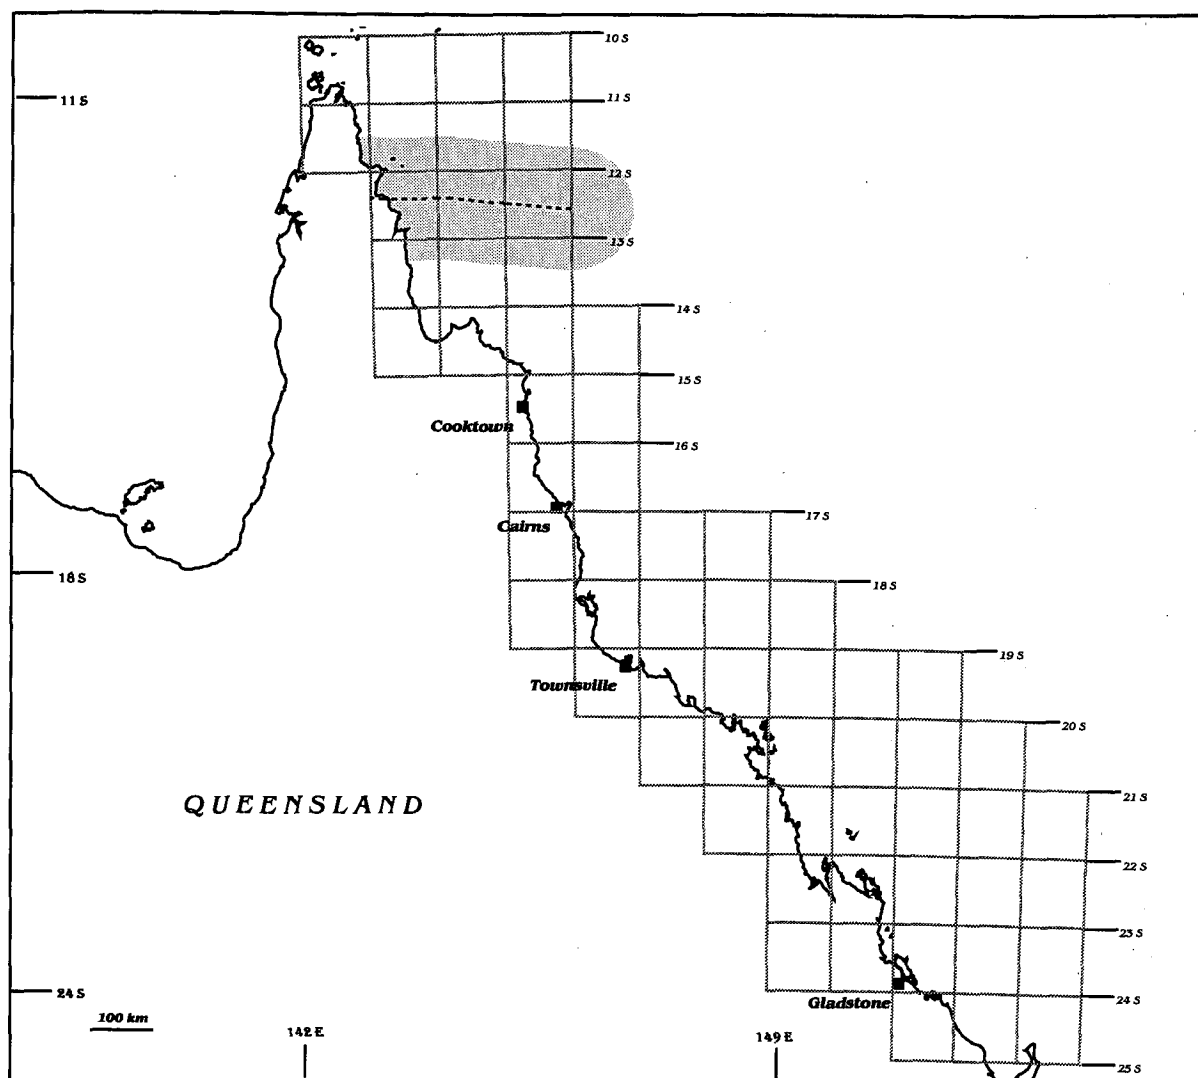 10 S
11 S
11 S
12 S
13 S
14 S
15 S
Cooktown
16 S
Cairns
17 S
18 S
18 S
19 S
Townsville
20 S
QUEENSLAND
21 S
22 S
23 S
24 S
Gladstone
24 S
100 km
142 E
149 E
25 S